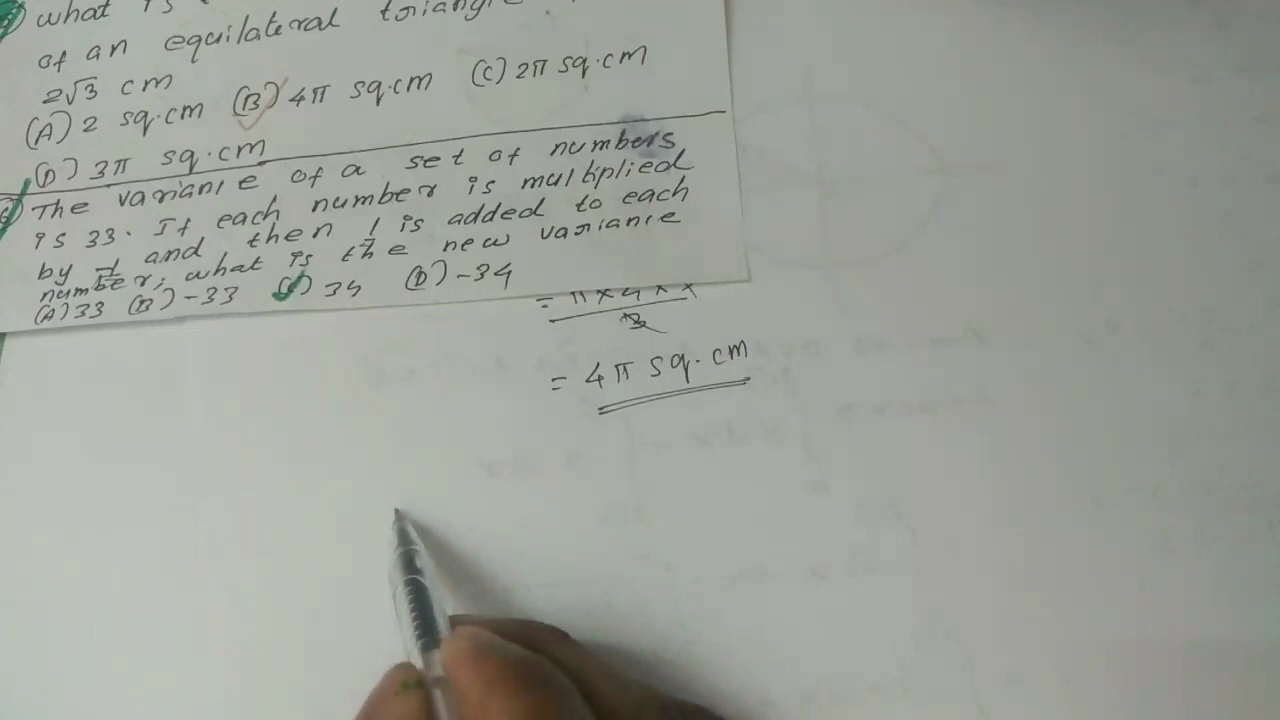 what is
of an equilateral triangle
2√3 cm
(A) 2 sq.cm (B) 4π sq.cm (C) 2π sq.cm
(D) 3π sq.cm
The variance of a set of numbers
is 33. If each number is multiplied
by and then 1 is added to each
number, what is the new variance
(A) 33 (B) -33 (C) 34 (D) -34
= π × 4 ×
3
= 4π sq.cm